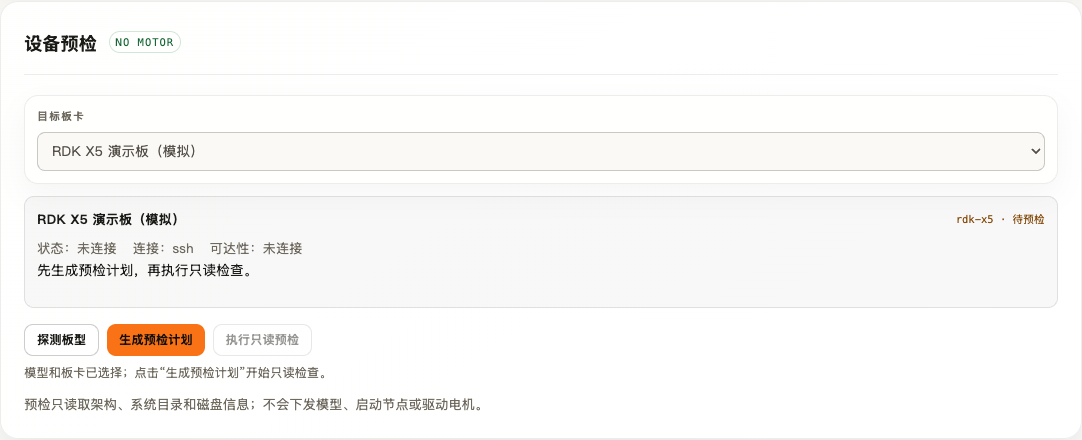 设备预检 NO MOTOR
目标板卡
RDK X5 演示板（模拟）
RDK X5 演示板（模拟） rdk-x5 · 待预检
状态：未连接 连接：ssh 可达性：未连接
先生成预检计划，再执行只读检查。
探测板型 生成预检计划 执行只读预检
模型和板卡已选择；点击“生成预检计划”开始只读检查。
预检只读取架构、系统目录和磁盘信息；不会下发模型、启动节点或驱动电机。